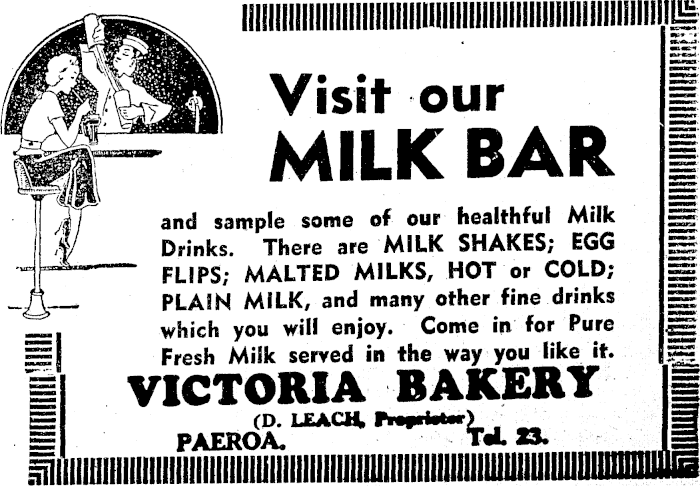 Visit our
MILK BAR
and sample some of our healthful Milk
Drinks. There are MILK SHAKES; EGG
FLIPS; MALTED MILKS, HOT or COLD;
PLAIN MILK, and many other fine drinks
which you will enjoy. Come in for Pure
Fresh Milk served in the way you like it.
VICTORIA BAKERY
(D. LEACH, Proprietor)
PAEROA. Tel. 23.